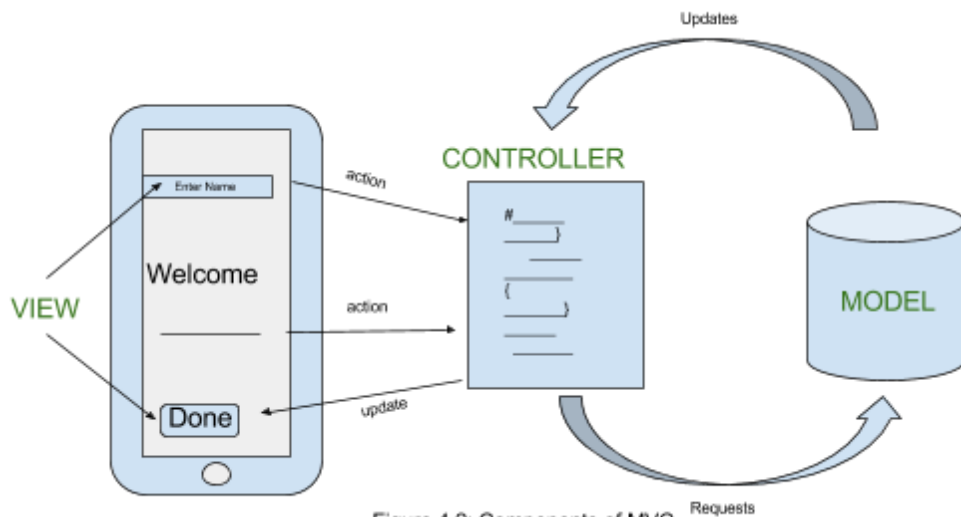 Updates
CONTROLLER
action
Enter Name
#
}
Welcome
{
VIEW
action
}
MODEL
update
Done
Requests